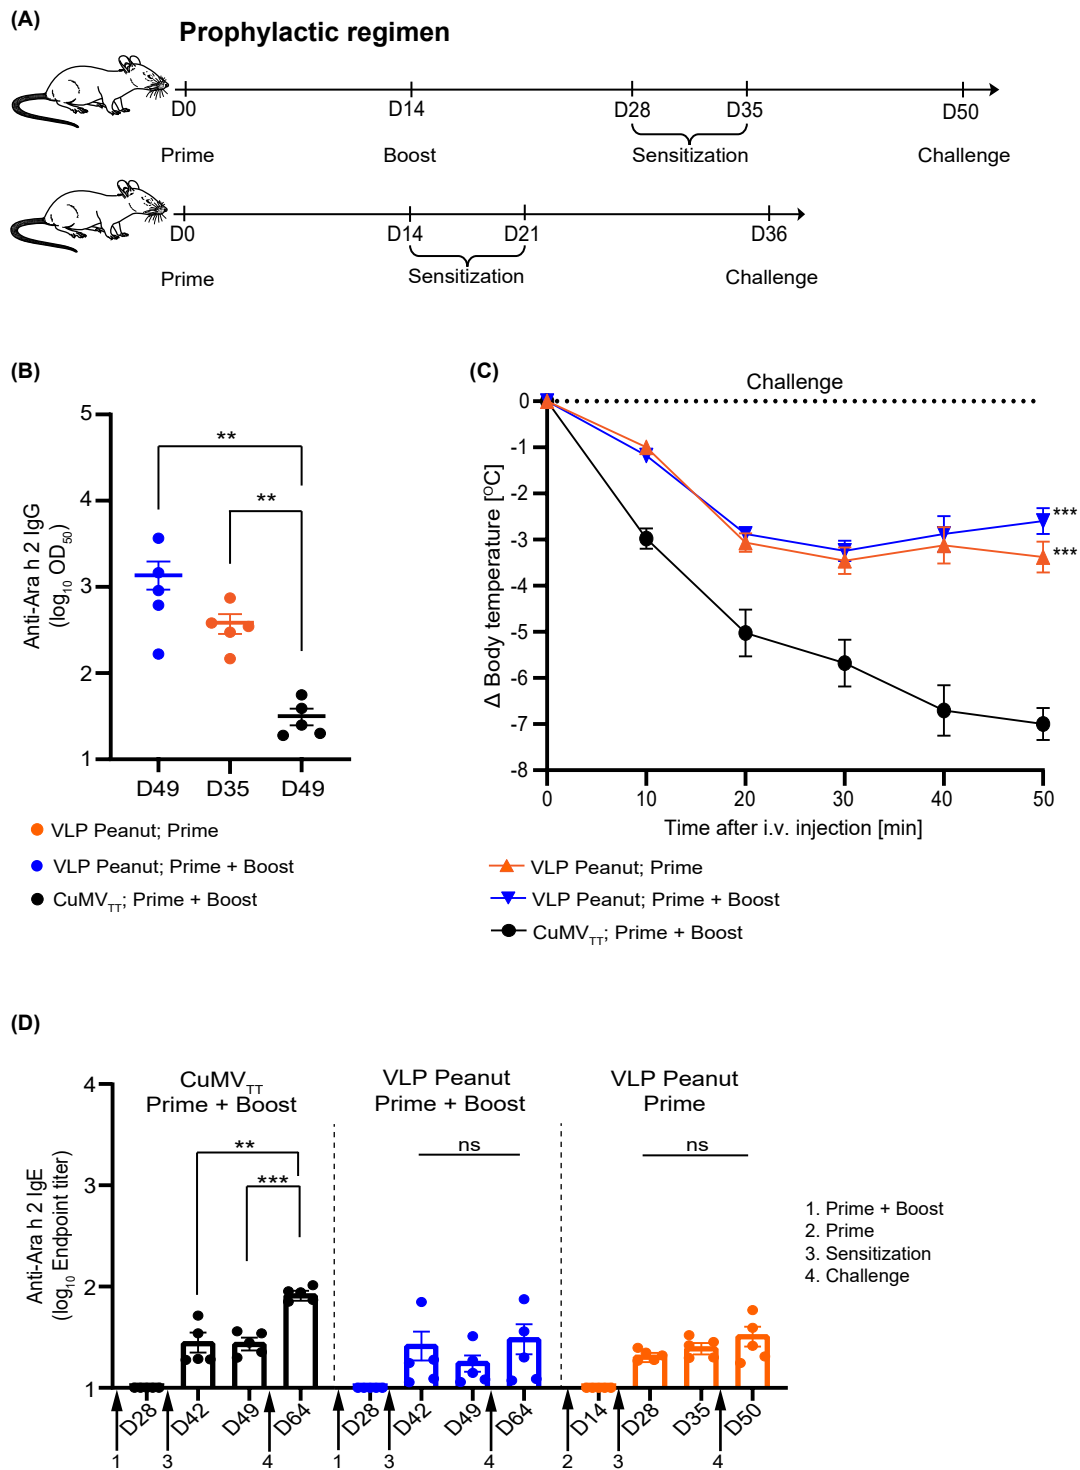 (A)
Prophylactic regimen
D0 D14 D28 D35 D50
Prime Boost Sensitization Challenge
D0 D14 D21 D36
Prime Sensitization Challenge
(B)
Anti-Ara h 2 IgG
(log10 OD50)
5
4
3
2
1
**
**
D49 D35 D49
VLP Peanut; Prime
VLP Peanut; Prime + Boost
CuMVTT; Prime + Boost
(C)
Challenge
Δ Body temperature [ºC]
0
-1
-2
-3
-4
-5
-6
-7
-8
***
***
0 10 20 30 40 50
Time after i.v. injection [min]
VLP Peanut; Prime
VLP Peanut; Prime + Boost
CuMVTT; Prime + Boost
(D)
Anti-Ara h 2 IgE
(log10 Endpoint titer)
4
3
2
1
CuMVTT
Prime + Boost
VLP Peanut
Prime + Boost
VLP Peanut
Prime
**
***
ns
ns
D28 D42 D49 D64 D28 D42 D49 D64 D14 D28 D35 D50
1 3 4 1 3 4 2 3 4
1. Prime + Boost
2. Prime
3. Sensitization
4. Challenge